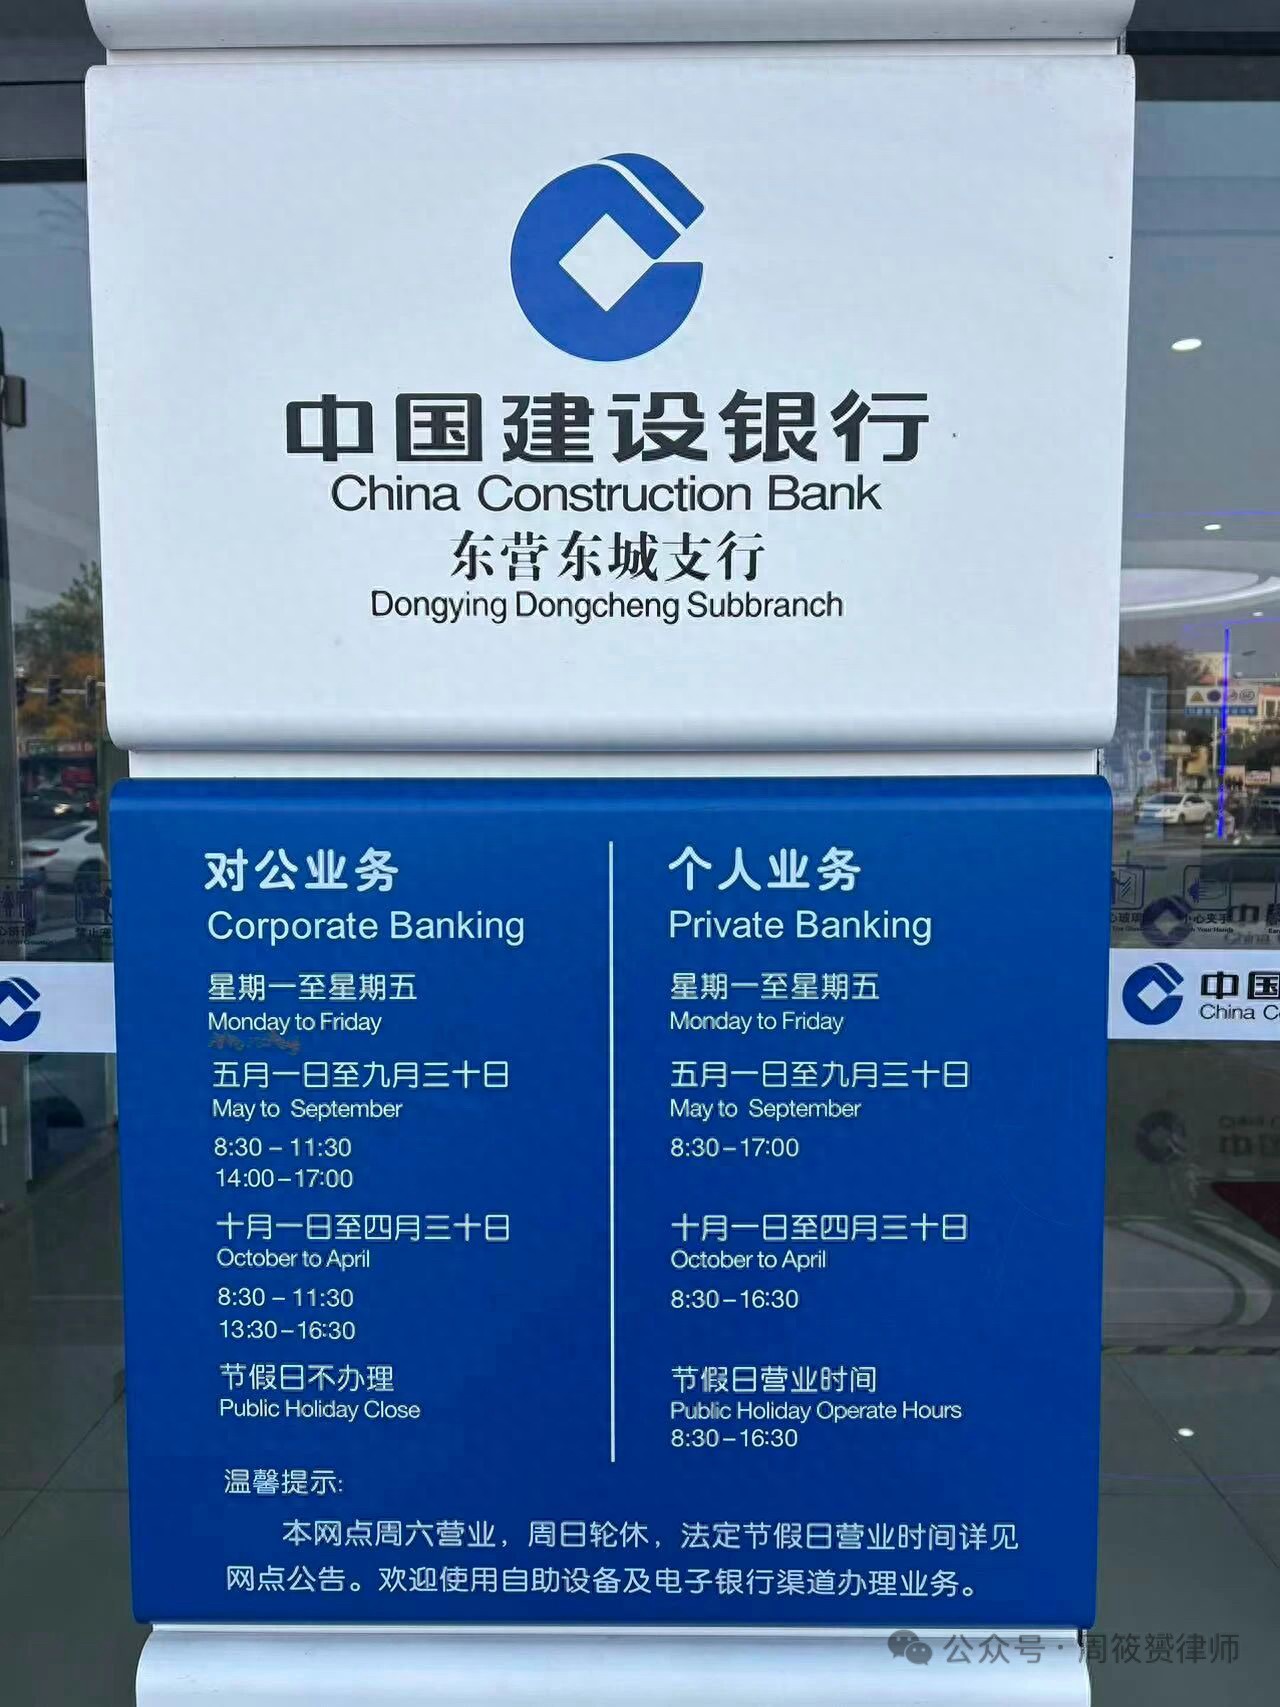 中国建设银行
China Construction Bank
东营东城支行
Dongying Dongcheng Subbranch
对公业务
Corporate Banking
星期一至星期五
Monday to Friday
五月一日至九月三十日
May to September
8:30 – 11:30
14:00–17:00
十月一日至四月三十日
October to April
8:30 – 11:30
13:30–16:30
节假日不办理
Public Holiday Close
个人业务
Private Banking
星期一至星期五
Monday to Friday
五月一日至九月三十日
May to September
8:30–17:00
十月一日至四月三十日
October to April
8:30–16:30
节假日营业时间
Public Holiday Operate Hours
8:30–16:30
温馨提示:
本网点周六营业，周日轮休，法定节假日营业时间详见
网点公告。欢迎使用自助设备及电子银行渠道办理业务。
中国
China C
小心夹手
公众号·周筱赟律师